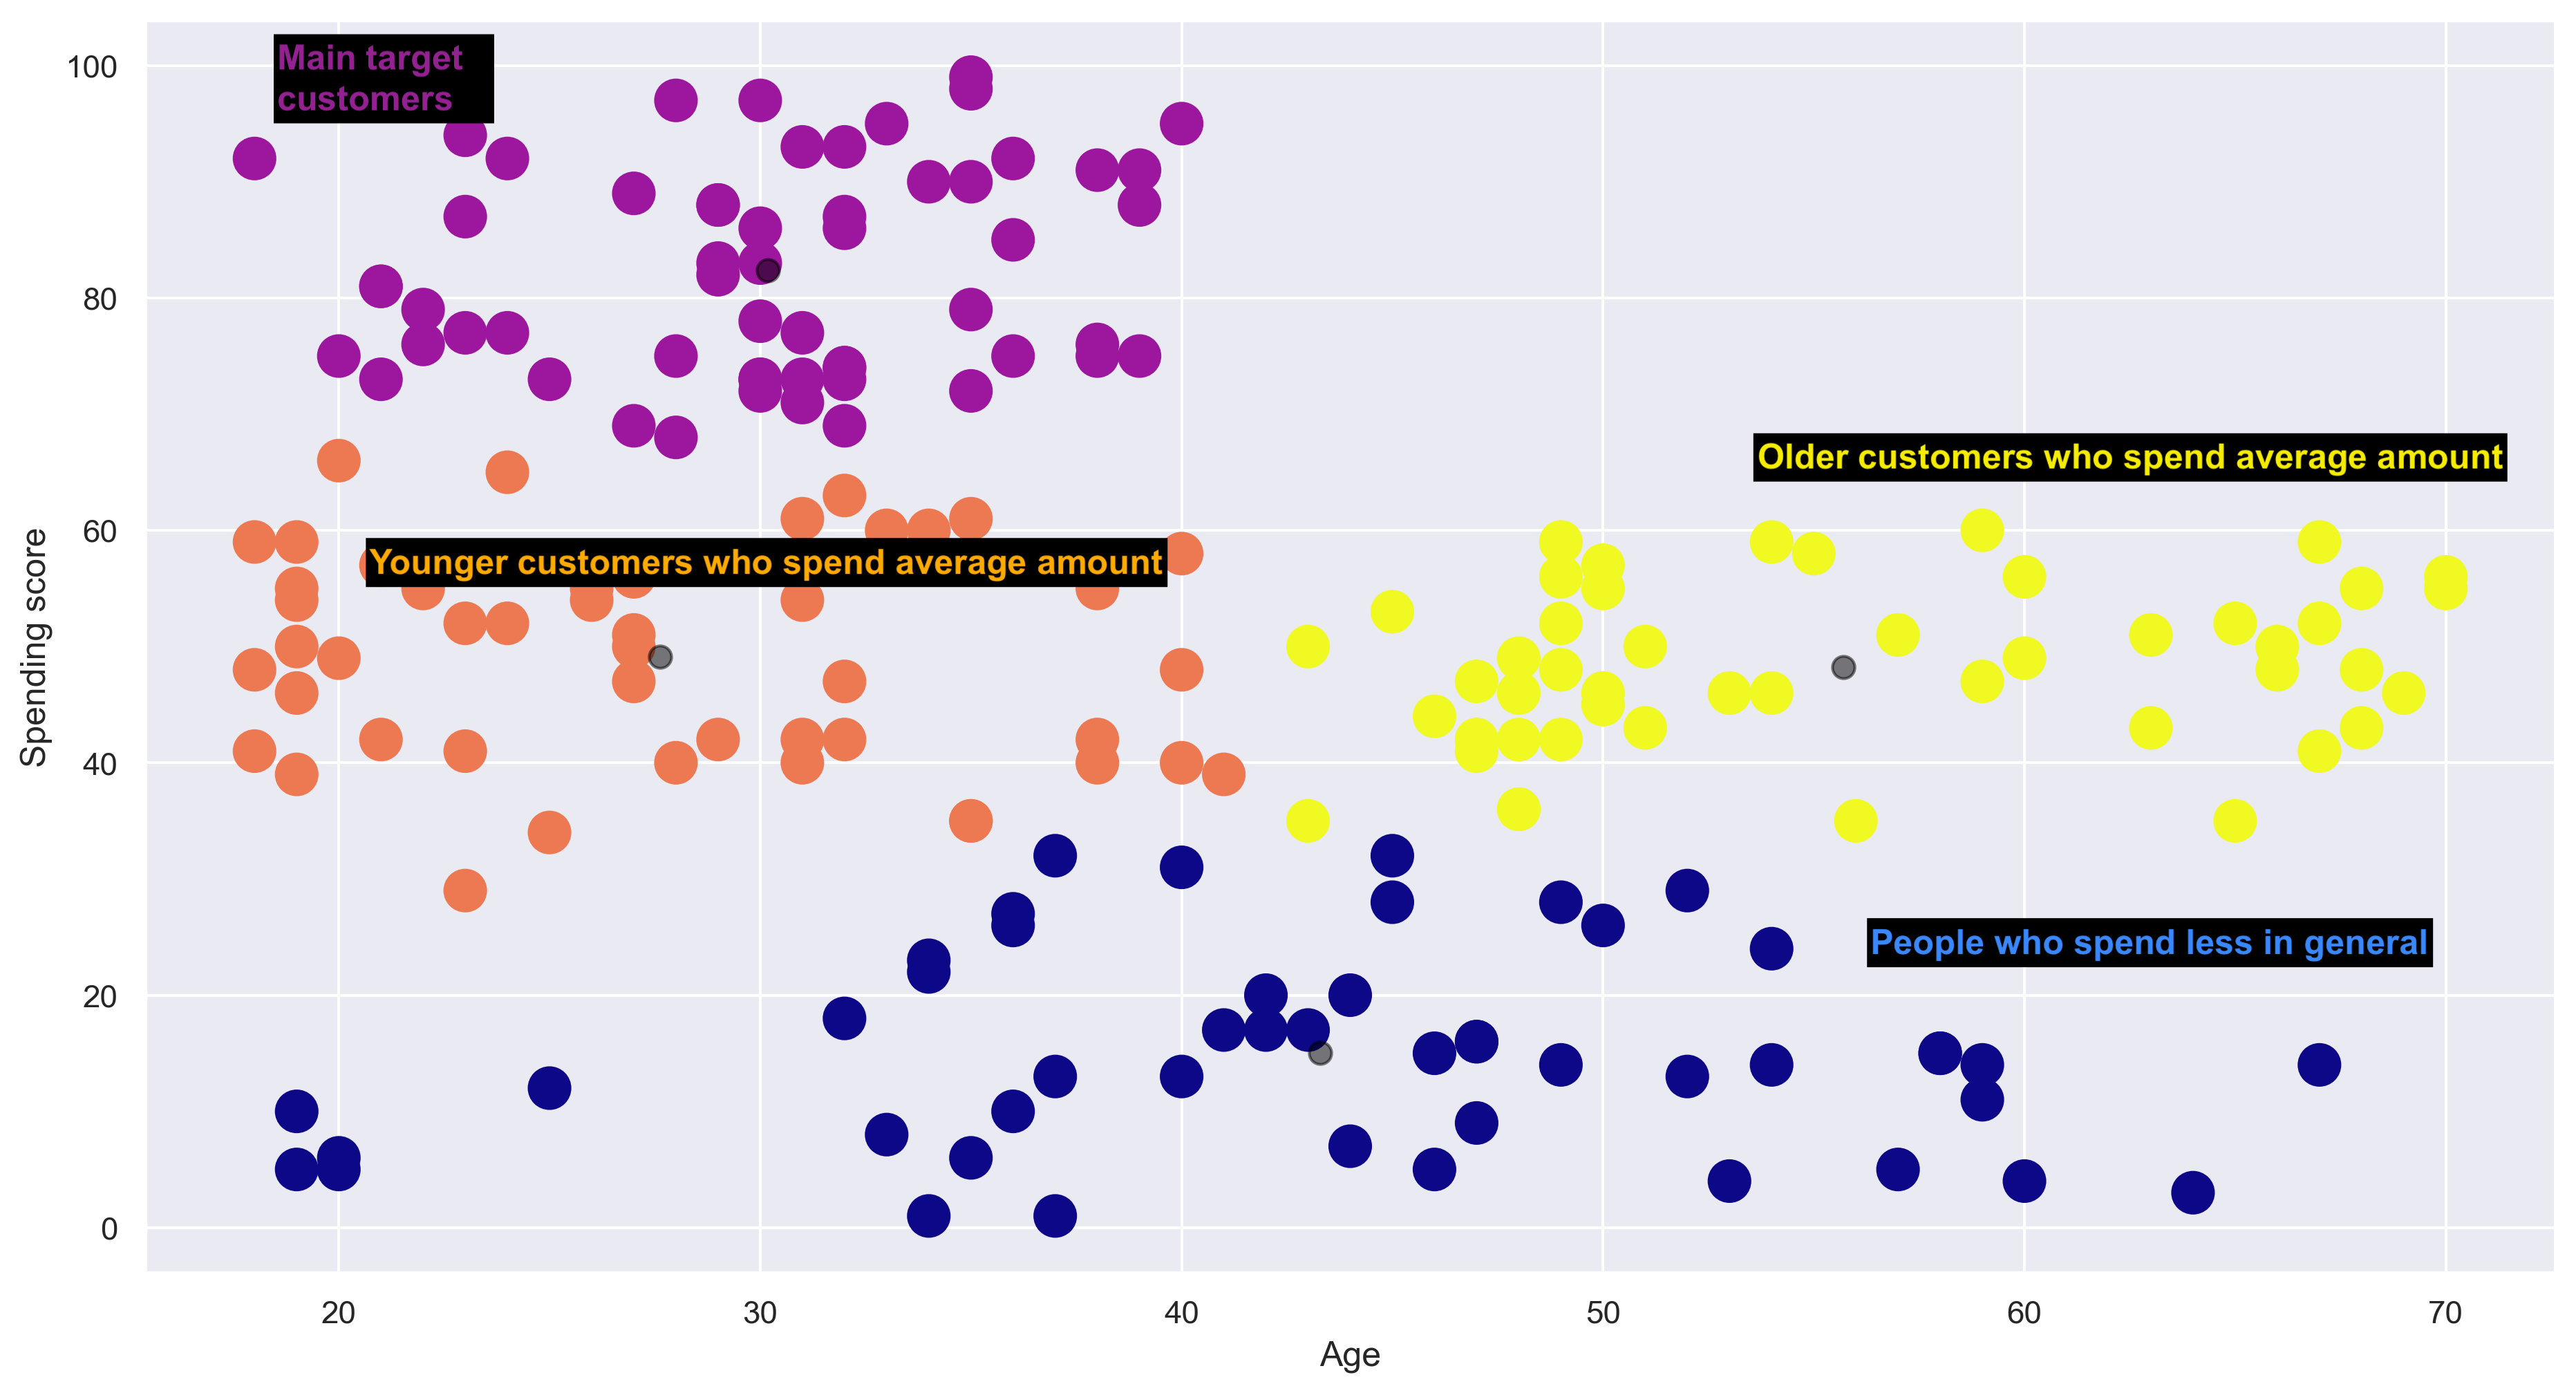 Main target
customers
100
80
Older customers who spend average amount
60
Younger customers who spend average amount
Spending score
40
People who spend less in general
20
0
20 30 40 50 60 70
Age